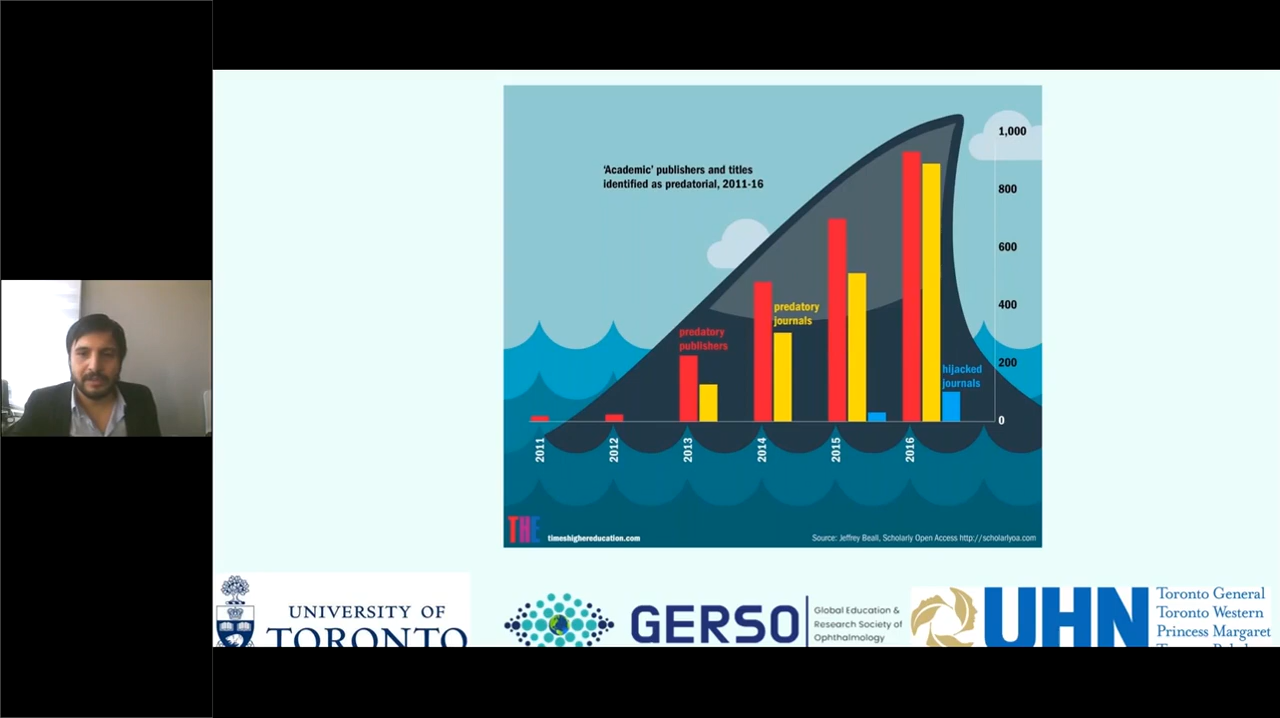 'Academic' publishers and titles
identified as predatorial, 2011-16
1,000
800
600
400
200
0
predatory
publishers
predatory
journals
hijacked
journals
2011
2012
2013
2014
2015
2016
THE
timeshighereducation.com
Source: Jeffrey Beall, Scholarly Open Access http://scholarlyoa.com
UNIVERSITY OF
TORONTO
GERSO
Global Education &
Research Society of
Ophthalmology
UHN
Toronto General
Toronto Western
Princess Margaret